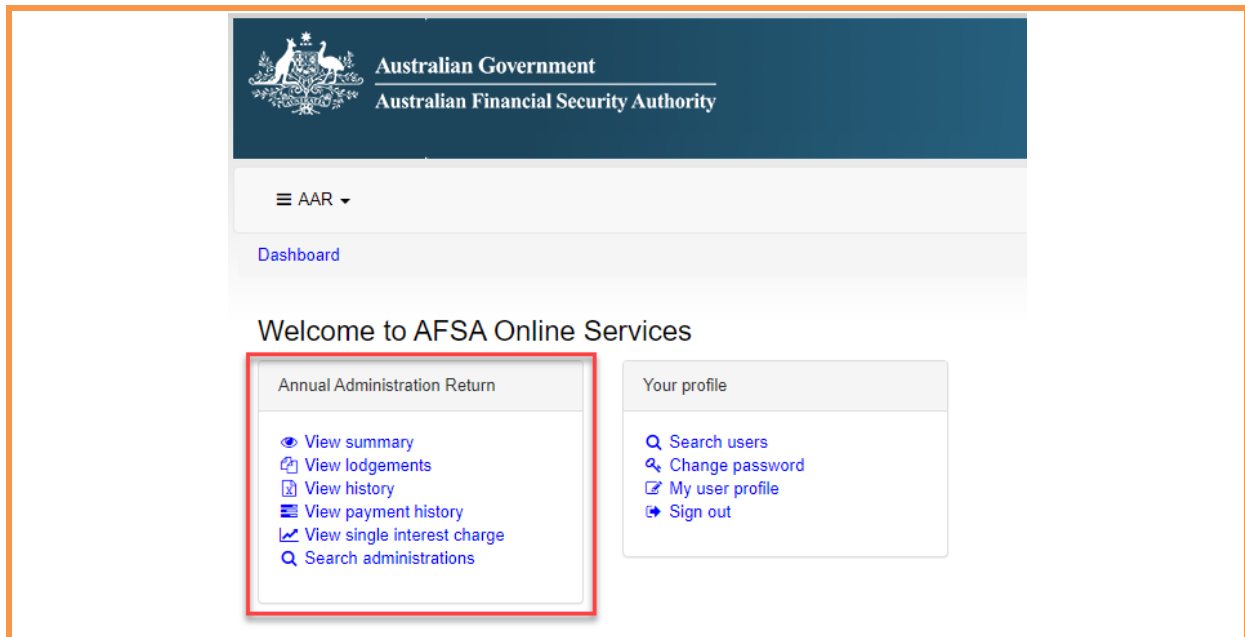 Australian Government
Australian Financial Security Authority
AAR
Dashboard
Welcome to AFSA Online Services
Annual Administration Return
View summary
View lodgements
View history
View payment history
View single interest charge
Search administrations
Your profile
Search users
Change password
My user profile
Sign out